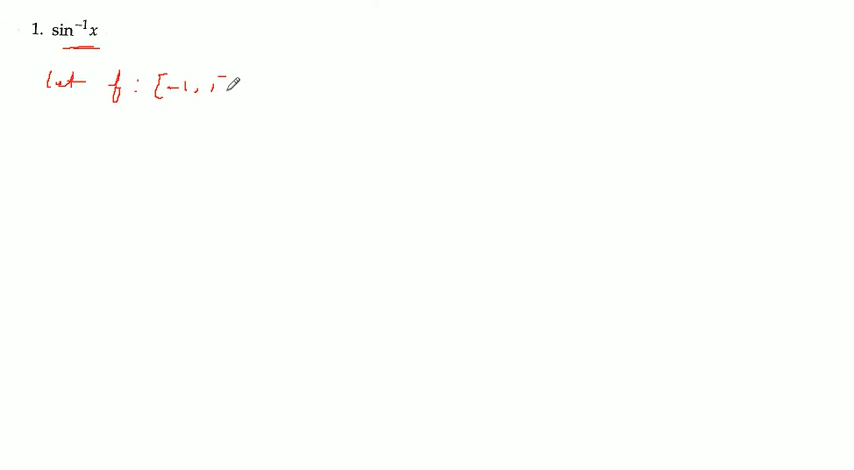 1. sin⁻¹x
let f : [-1, 1